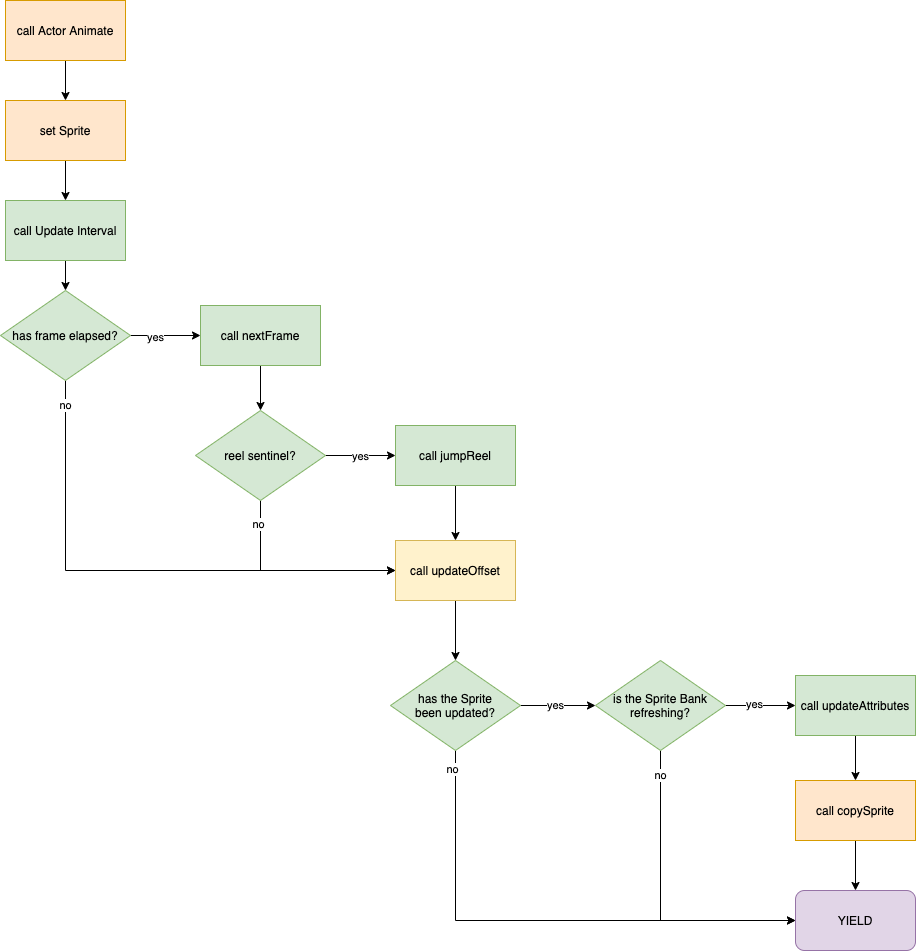 call Actor Animate
set Sprite
call Update Interval
has frame elapsed?
yes
call nextFrame
no
reel sentinel?
yes
call jumpReel
no
call updateOffset
has the Sprite
been updated?
yes
is the Sprite Bank
refreshing?
yes
call updateAttributes
no
no
call copySprite
YIELD